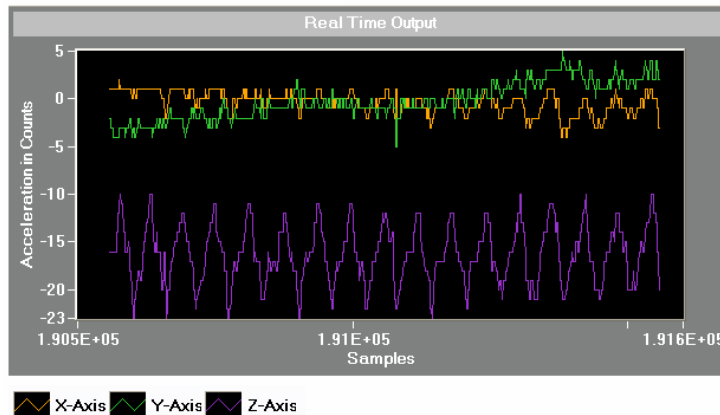 Real Time Output
Acceleration in Counts
5
0
-5
-10
-15
-20
-23
1.905E+05
1.91E+05
1.916E+05
Samples
X-Axis
Y-Axis
Z-Axis